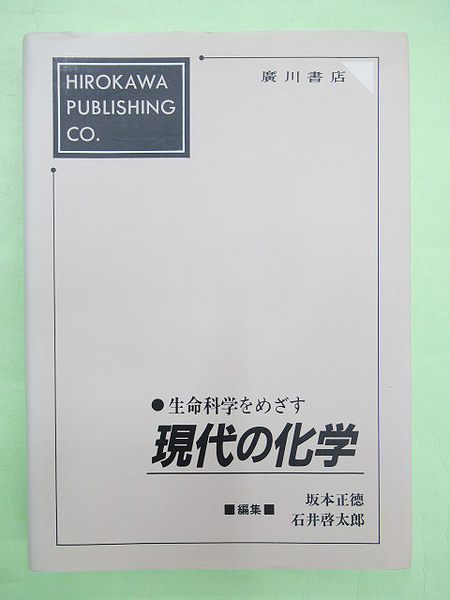 HIROKAWA
PUBLISHING
CO.
廣川書店
●生命科学をめざす
現代の化学
■編集■
坂本正徳
石井啓太郎